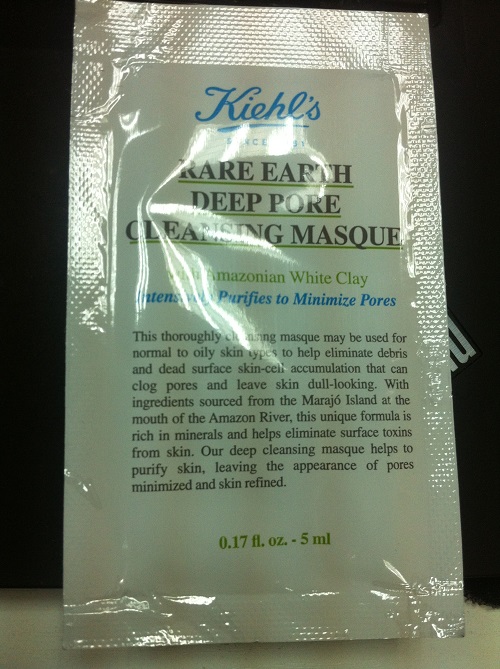 Kiehl's
SINCE 1851
RARE EARTH
DEEP PORE
CLEANSING MASQUE
with Amazonian White Clay
Intensively Purifies to Minimize Pores
This thoroughly cleansing masque may be used for
normal to oily skin types to help eliminate debris
and dead surface skin-cell accumulation that can
clog pores and leave skin dull-looking. With
ingredients sourced from the Marajó Island at the
mouth of the Amazon River, this unique formula is
rich in minerals and helps eliminate surface toxins
from skin. Our deep cleansing masque helps to
purify skin, leaving the appearance of pores
minimized and skin refined.
0.17 fl. oz. - 5 ml